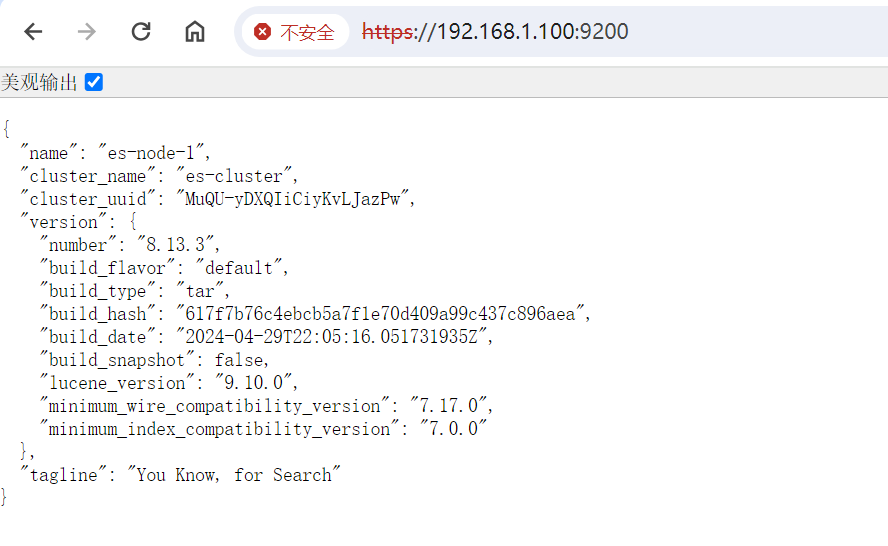 不安全 https://192.168.1.100:9200
美观输出
{
  "name": "es-node-1",
  "cluster_name": "es-cluster",
  "cluster_uuid": "MuQU-yDXQIiCiyKvLJazPw",
  "version": {
    "number": "8.13.3",
    "build_flavor": "default",
    "build_type": "tar",
    "build_hash": "617f7b76c4ebcb5a7f1e70d409a99c437c896aea",
    "build_date": "2024-04-29T22:05:16.051731935Z",
    "build_snapshot": false,
    "lucene_version": "9.10.0",
    "minimum_wire_compatibility_version": "7.17.0",
    "minimum_index_compatibility_version": "7.0.0"
  },
  "tagline": "You Know, for Search"
}